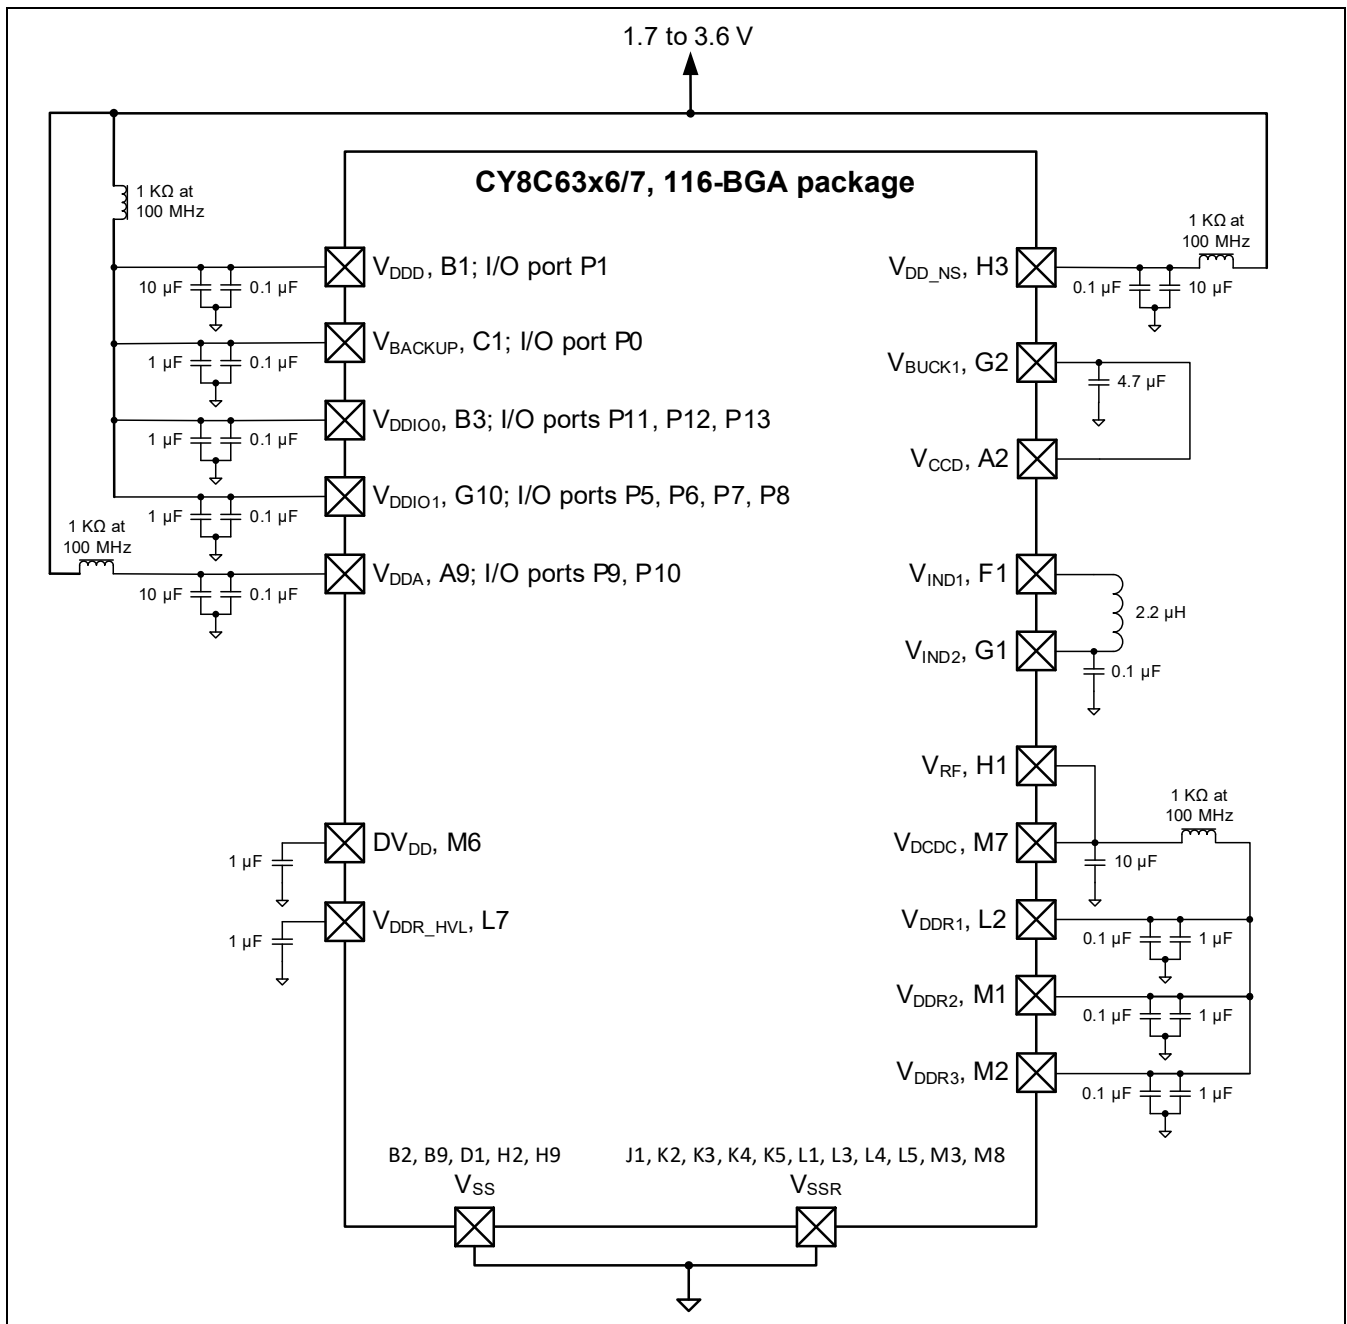 1.7 to 3.6 V
CY8C63x6/7, 116-BGA package
1 KΩ at
100 MHz
1 KΩ at
100 MHz
VDDD, B1; I/O port P1
10 µF
0.1 µF
VDD_NS, H3
0.1 µF
10 µF
VBACKUP, C1; I/O port P0
1 µF
0.1 µF
VBUCK1, G2
4.7 µF
VDDIO0, B3; I/O ports P11, P12, P13
1 µF
0.1 µF
VCCD, A2
VDDIO1, G10; I/O ports P5, P6, P7, P8
1 µF
0.1 µF
1 KΩ at
100 MHz
VDDA, A9; I/O ports P9, P10
10 µF
0.1 µF
VIND1, F1
2.2 µH
VIND2, G1
0.1 µF
VRF, H1
1 KΩ at
100 MHz
DVDD, M6
1 µF
VDCDC, M7
10 µF
VDDR_HVL, L7
1 µF
VDDR1, L2
0.1 µF
1 µF
VDDR2, M1
0.1 µF
1 µF
VDDR3, M2
0.1 µF
1 µF
B2, B9, D1, H2, H9
VSS
J1, K2, K3, K4, K5, L1, L3, L4, L5, M3, M8
VSSR